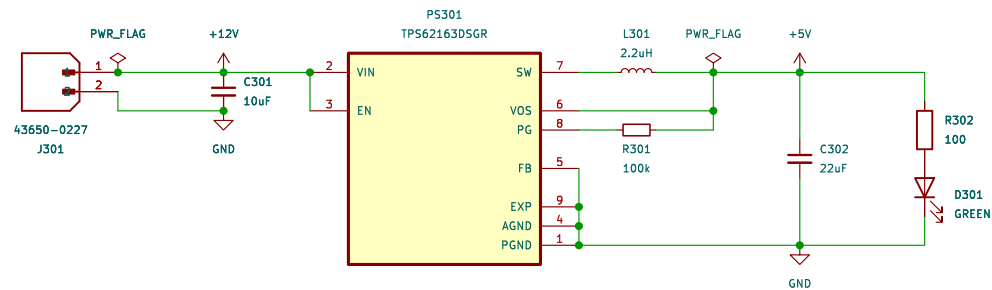 PS301
TPS62163DSGR
PWR_FLAG
+12V
L301
2.2uH
PWR_FLAG
+5V
1
2
VIN
SW
7
2
C301
10uF
3
EN
VOS
6
PG
8
R301
100k
R302
100
43650-0227
J301
GND
FB
5
C302
22uF
EXP
9
AGND
4
PGND
1
D301
GREEN
GND